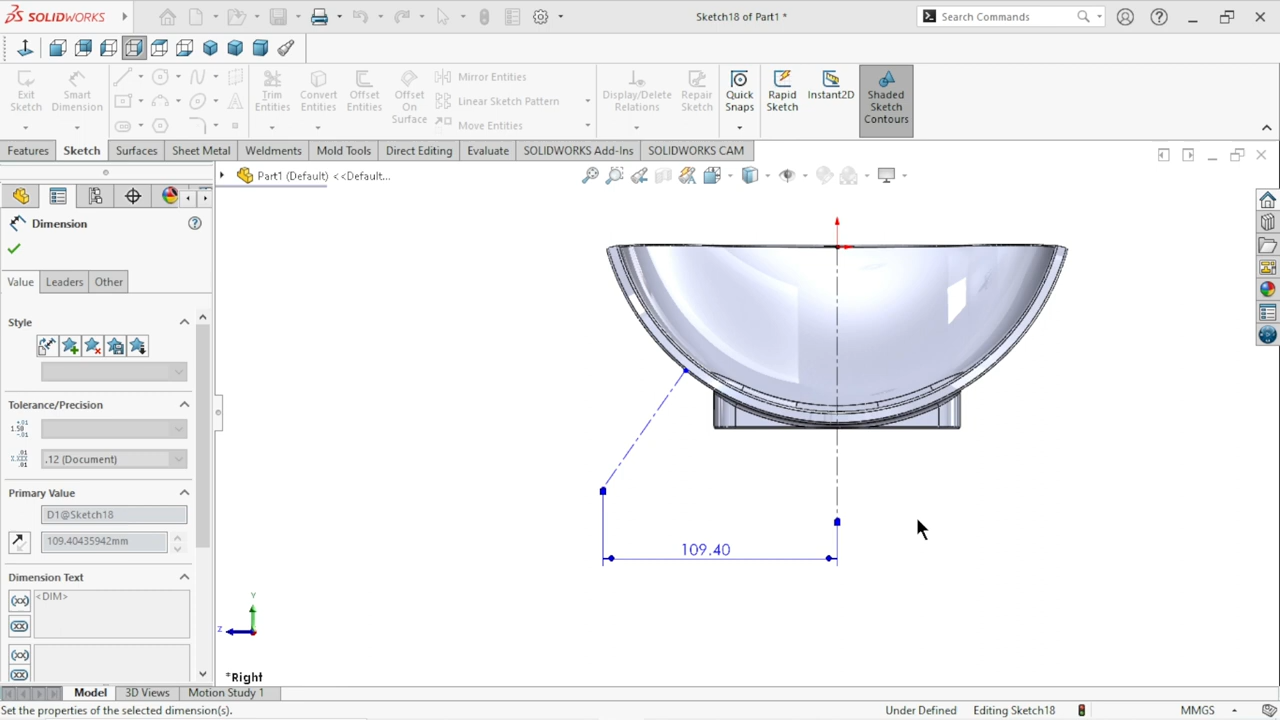 SOLIDWORKS
Sketch18 of Part1 *
Search Commands
Exit Sketch
Smart Dimension
Trim Entities
Convert Entities
Offset Entities
Offset On Surface
Mirror Entities
Linear Sketch Pattern
Move Entities
Display/Delete Relations
Repair Sketch
Quick Snaps
Rapid Sketch
Instant2D
Shaded Sketch Contours
Features
Sketch
Surfaces
Sheet Metal
Weldments
Mold Tools
Direct Editing
Evaluate
SOLIDWORKS Add-Ins
SOLIDWORKS CAM
Part1 (Default) <<Default...
Dimension
Value
Leaders
Other
Style
Tolerance/Precision
.12 (Document)
Primary Value
D1@Sketch18
109.40435942mm
Dimension Text
<DIM>
109.40
Y
Z
*Right
Model
3D Views
Motion Study 1
Set the properties of the selected dimension(s).
Under Defined
Editing Sketch18
MMGS